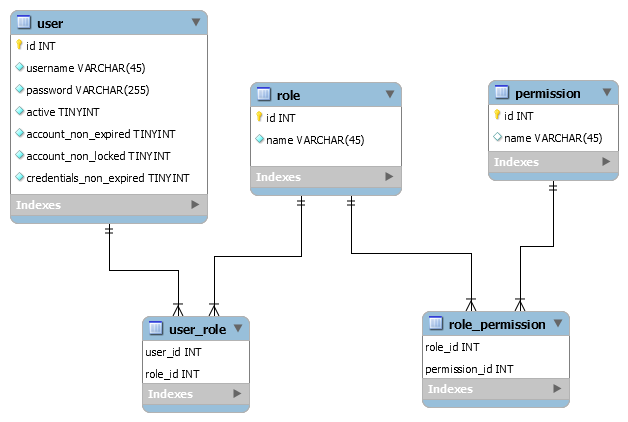 user
id INT
username VARCHAR(45)
password VARCHAR(255)
active TINYINT
account_non_expired TINYINT
account_non_locked TINYINT
credentials_non_expired TINYINT
Indexes
role
id INT
name VARCHAR(45)
Indexes
permission
id INT
name VARCHAR(45)
Indexes
user_role
user_id INT
role_id INT
Indexes
role_permission
role_id INT
permission_id INT
Indexes